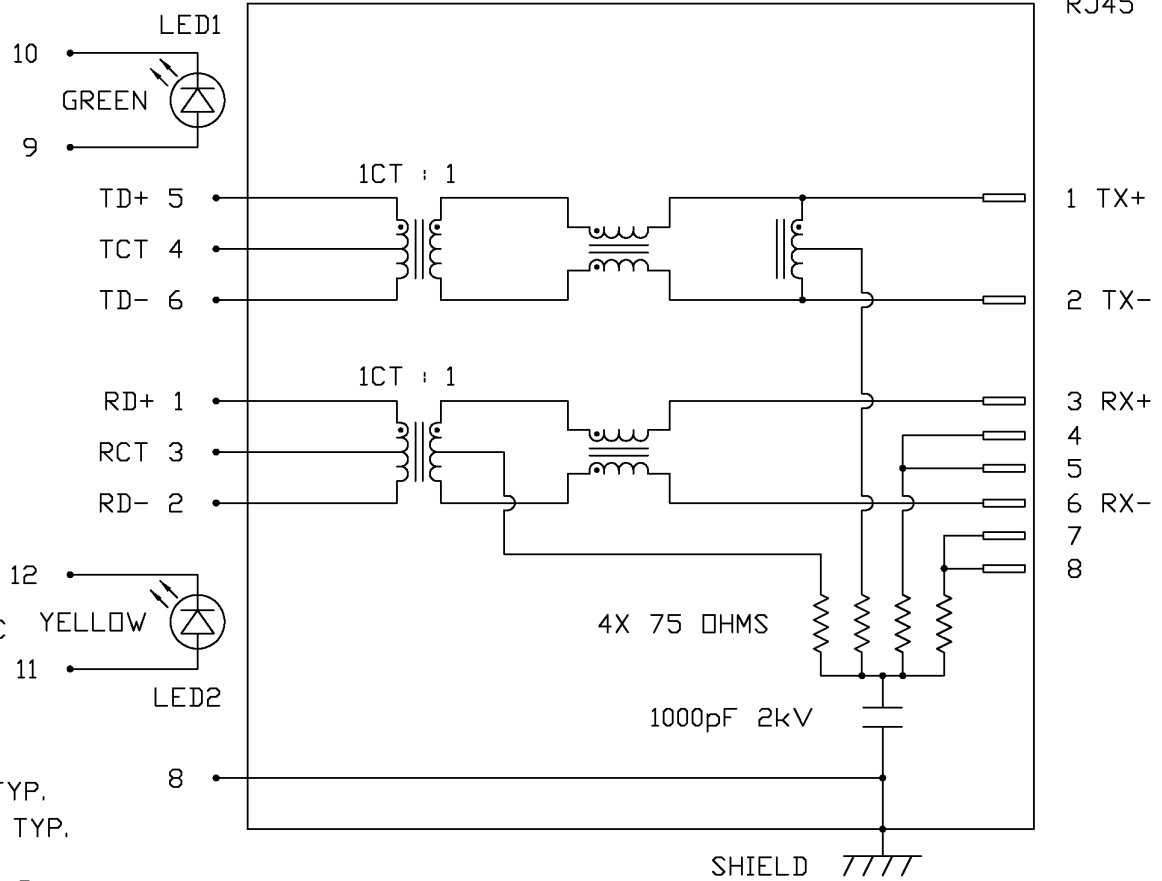 RJ45
LED1
10
GREEN
9
1CT : 1
TD+ 5
1 TX+
TCT 4
TD- 6
2 TX-
1CT : 1
RD+ 1
3 RX+
4
RCT 3
5
RD- 2
6 RX-
7
12
8
YELLOW
4X 75 OHMS
C
11
LED2
1000pF 2kV
8
TYP.
TYP.
SHIELD